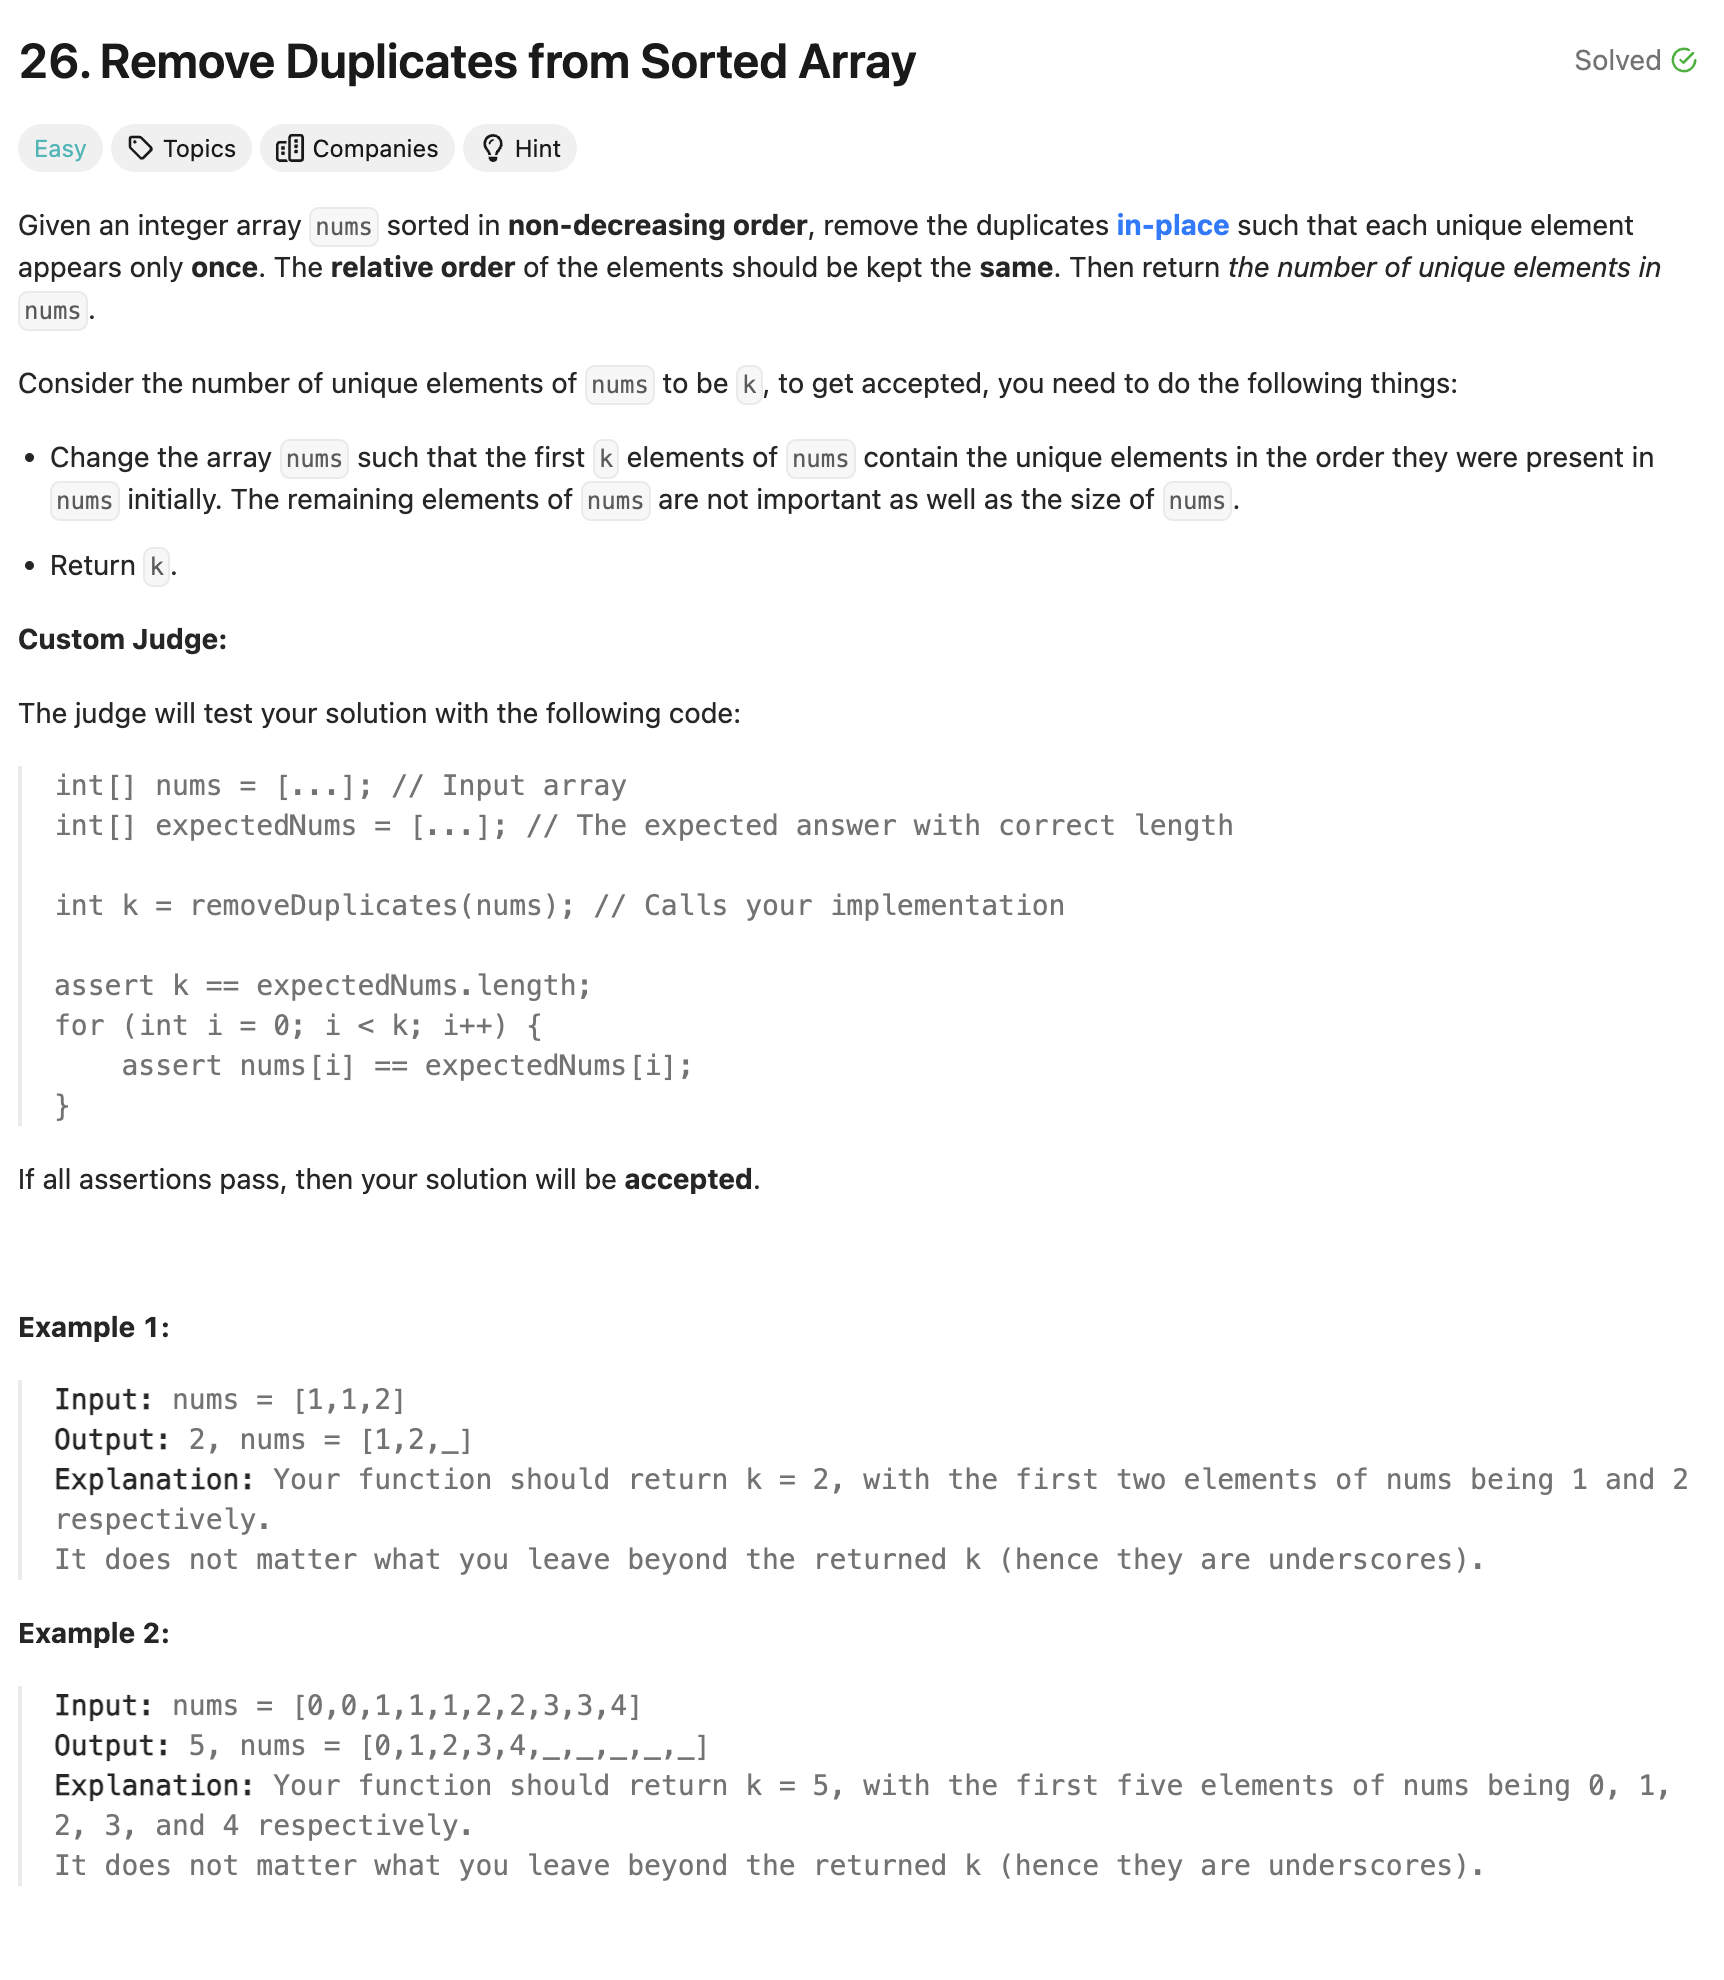 26. Remove Duplicates from Sorted Array
Solved
Easy
Topics
Companies
Hint
Given an integer array nums sorted in non-decreasing order, remove the duplicates in-place such that each unique element
appears only once. The relative order of the elements should be kept the same. Then return the number of unique elements in
nums.
Consider the number of unique elements of nums to be k, to get accepted, you need to do the following things:
• Change the array nums such that the first k elements of nums contain the unique elements in the order they were present in
nums initially. The remaining elements of nums are not important as well as the size of nums.
• Return k.
Custom Judge:
The judge will test your solution with the following code:
int[] nums = [...]; // Input array
int[] expectedNums = [...]; // The expected answer with correct length
int k = removeDuplicates(nums); // Calls your implementation
assert k == expectedNums.length;
for (int i = 0; i < k; i++) {
    assert nums[i] == expectedNums[i];
}
If all assertions pass, then your solution will be accepted.
Example 1:
Input: nums = [1,1,2]
Output: 2, nums = [1,2,_]
Explanation: Your function should return k = 2, with the first two elements of nums being 1 and 2
respectively.
It does not matter what you leave beyond the returned k (hence they are underscores).
Example 2:
Input: nums = [0,0,1,1,1,2,2,3,3,4]
Output: 5, nums = [0,1,2,3,4,_,_,_,_,_]
Explanation: Your function should return k = 5, with the first five elements of nums being 0, 1,
2, 3, and 4 respectively.
It does not matter what you leave beyond the returned k (hence they are underscores).